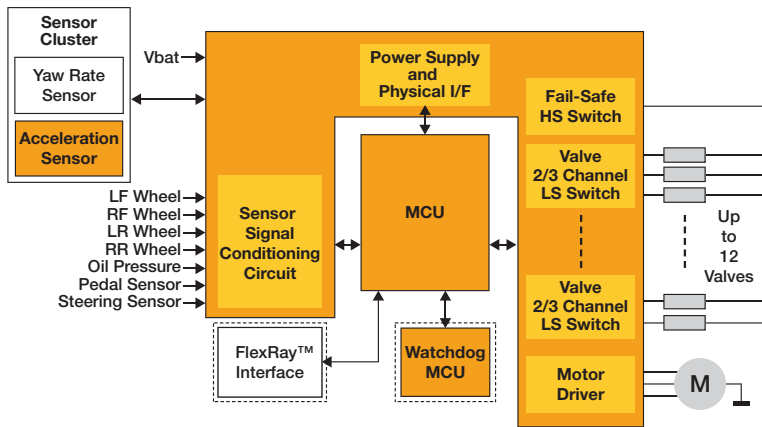 Sensor
Cluster
Yaw Rate
Sensor
Acceleration
Sensor
Vbat
LF Wheel
RF Wheel
LR Wheel
RR Wheel
Oil Pressure
Pedal Sensor
Steering Sensor
Power Supply
and
Physical I/F
Sensor
Signal
Conditioning
Circuit
MCU
FlexRay™
Interface
Watchdog
MCU
Fail-Safe
HS Switch
Valve
2/3 Channel
LS Switch
Valve
2/3 Channel
LS Switch
Motor
Driver
Up
to
12
Valves
M